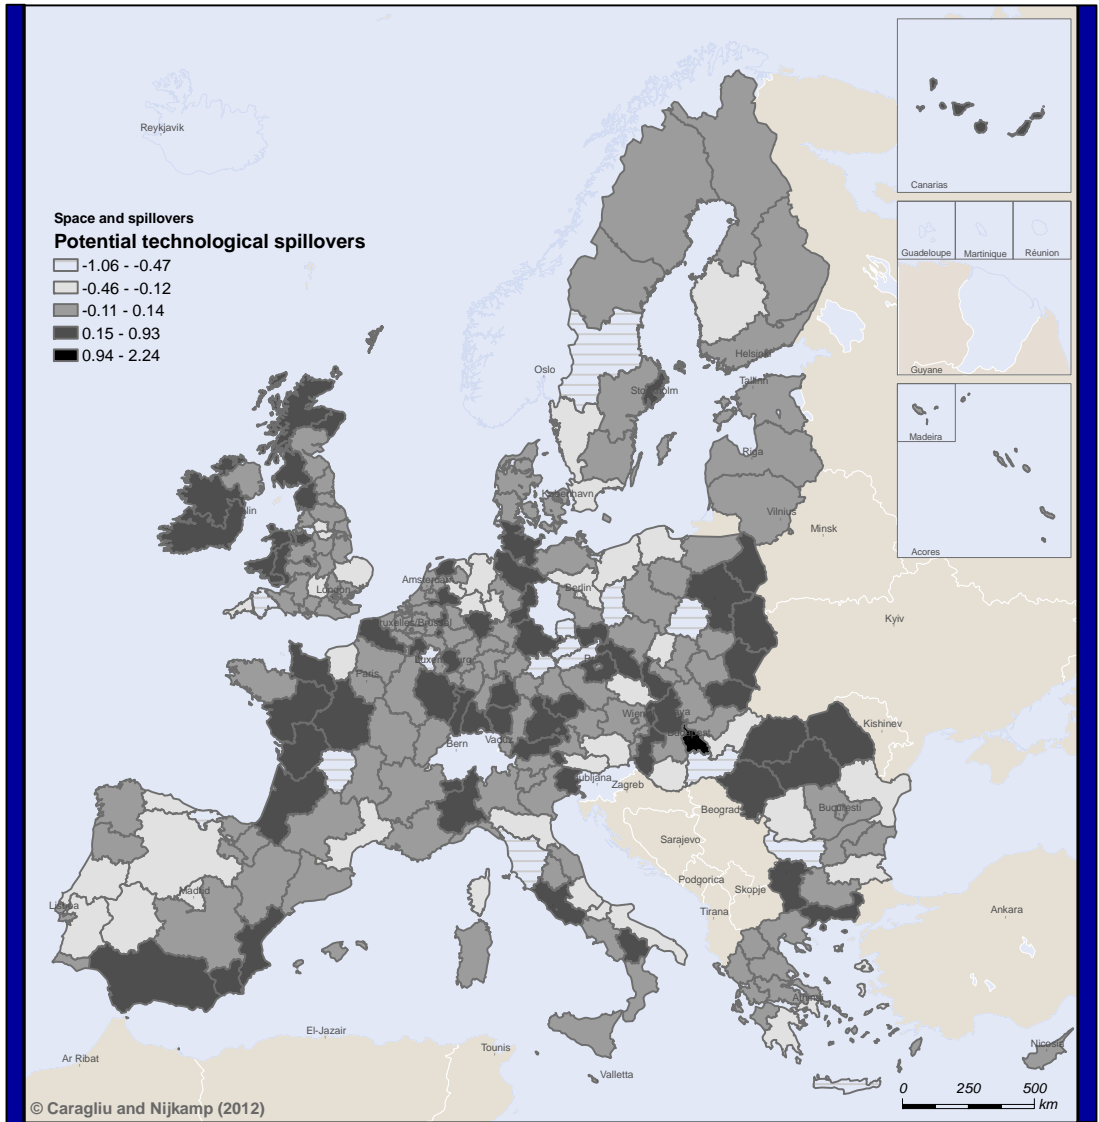 Reykjavik
Canarias
Space and spillovers
Potential technological spillovers
-1.06 - -0.47
-0.46 - -0.12
-0.11 - 0.14
0.15 - 0.93
0.94 - 2.24
Guadeloupe
Martinique
Réunion
Guyane
Helsinki
Oslo
Tallinn
Stockholm
Madeira
Riga
København
Vilnius
Minsk
Acores
Amsterdam
Berlin
London
Bruxelles/Brussel
Kyiv
Luxembourg
Paris
Wien
Kishinev
Bern
Vaduz
Ljubljana
Zagreb
Beograd
Bucuresti
Sarajevo
Madrid
Podgorica
Skopje
Lisboa
Tirana
Ankara
Athinai
El-Jazair
Tounis
Nicosia
Ar Ribat
Valletta
0 250 500
km
© Caragliu and Nijkamp (2012)